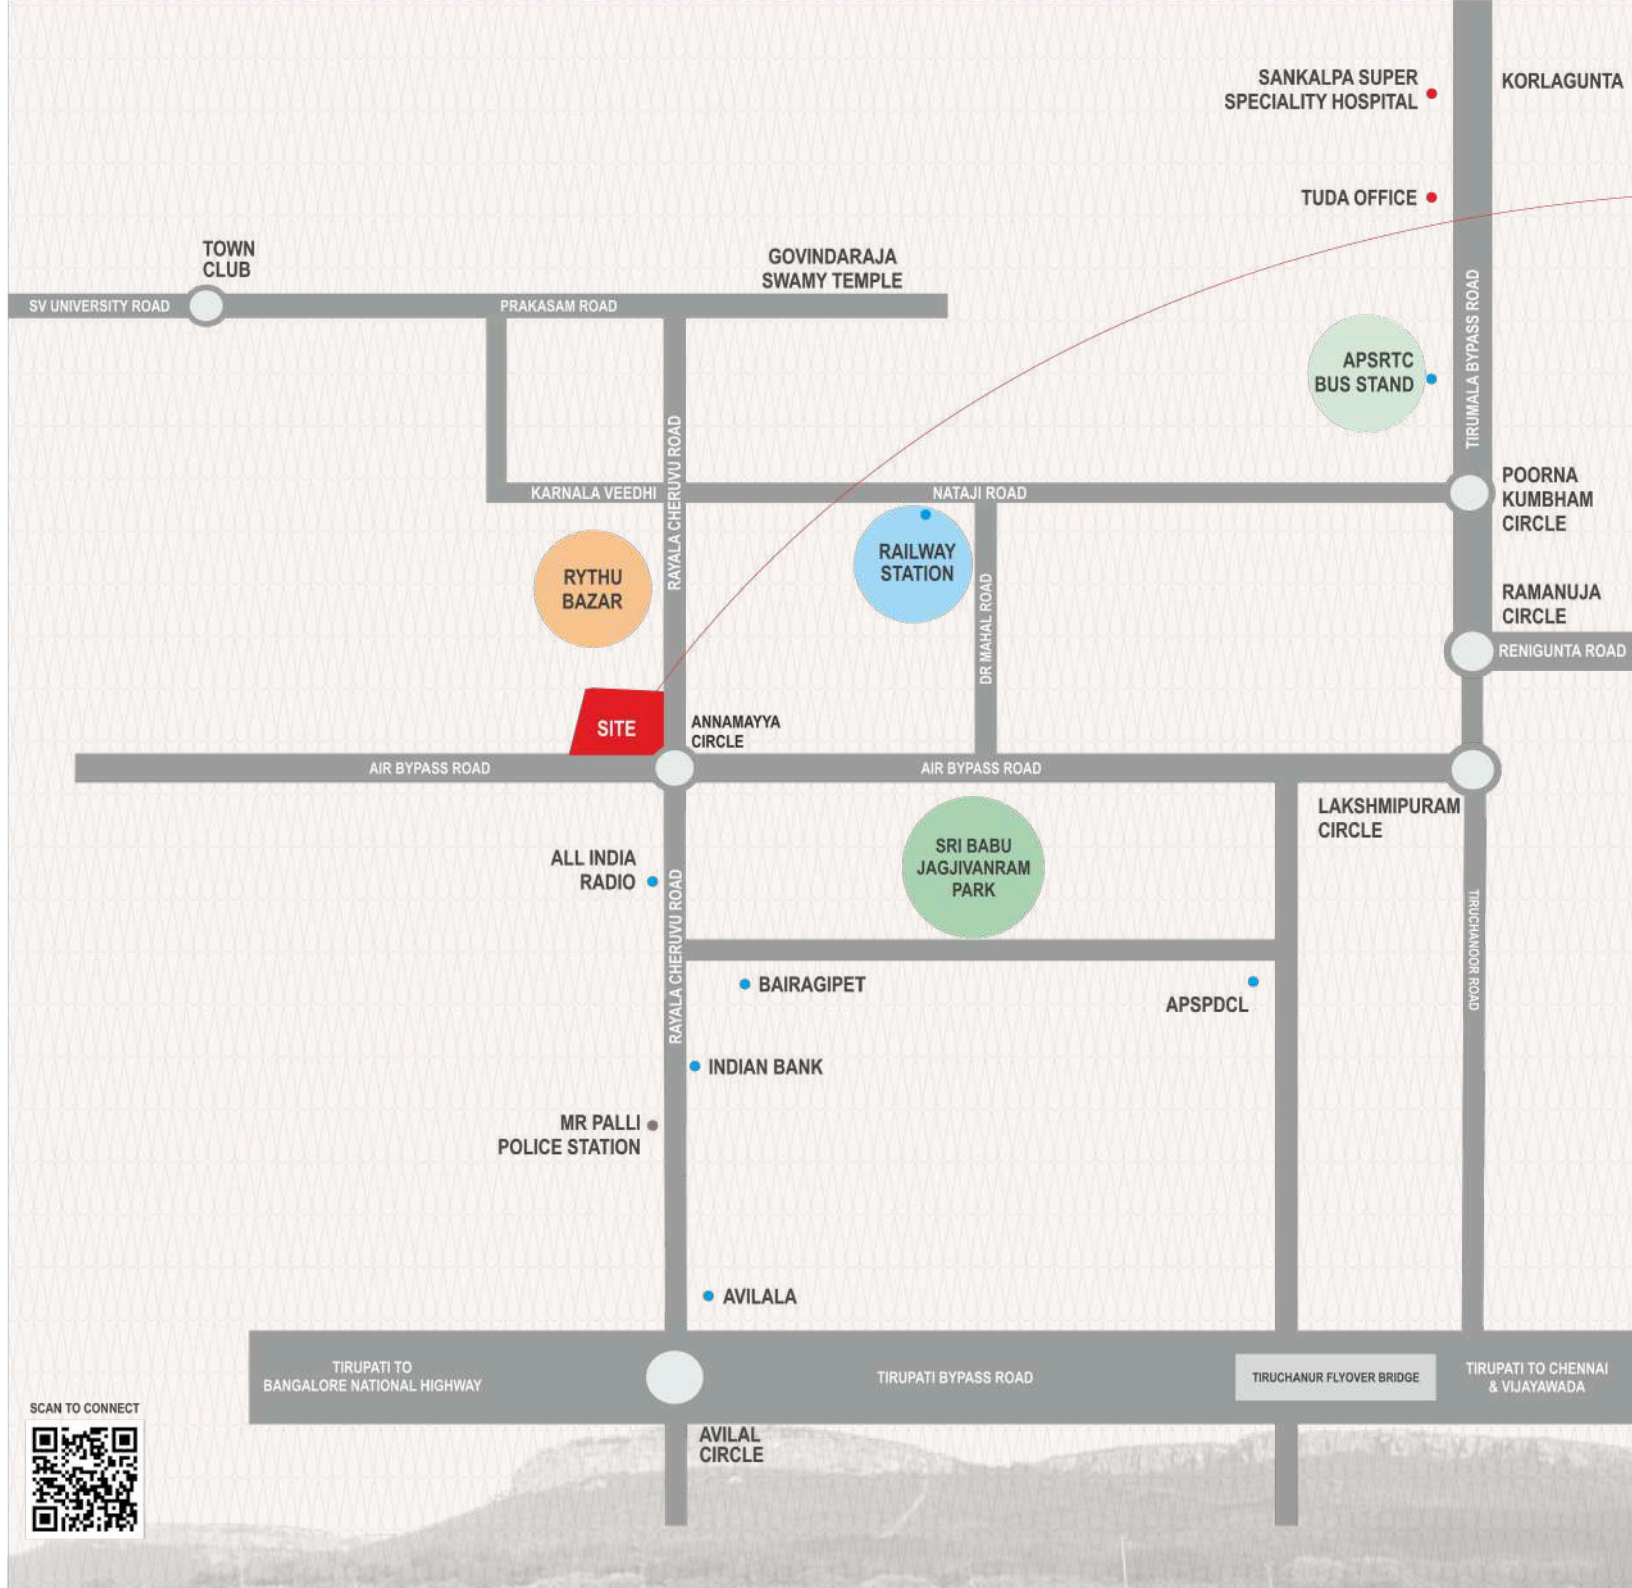 SANKALPA SUPER
SPECIALITY HOSPITAL
KORLAGUNTA
TUDA OFFICE
TOWN
CLUB
GOVINDARAJA
SWAMY TEMPLE
SV UNIVERSITY ROAD
PRAKASAM ROAD
TIRUMALA BYPASS ROAD
APSRTC
BUS STAND
RAYALA CHERUVU ROAD
KARNALA VEEDHI
NATAJI ROAD
POORNA
KUMBHAM
CIRCLE
RAILWAY
STATION
RYTHU
BAZAR
DR MAHAL ROAD
RAMANUJA
CIRCLE
RENIGUNTA ROAD
SITE
ANNAMAYYA
CIRCLE
AIR BYPASS ROAD
AIR BYPASS ROAD
LAKSHMIPURAM
CIRCLE
SRI BABU
JAGJIVANRAM
PARK
ALL INDIA
RADIO
RAYALA CHERUVU ROAD
TIRUCHANOOR ROAD
BAIRAGIPET
APSPDCL
INDIAN BANK
MR PALLI
POLICE STATION
AVILALA
TIRUPATI TO
BANGALORE NATIONAL HIGHWAY
TIRUPATI BYPASS ROAD
TIRUCHANUR FLYOVER BRIDGE
TIRUPATI TO CHENNAI
& VIJAYAWADA
SCAN TO CONNECT
AVILAL
CIRCLE